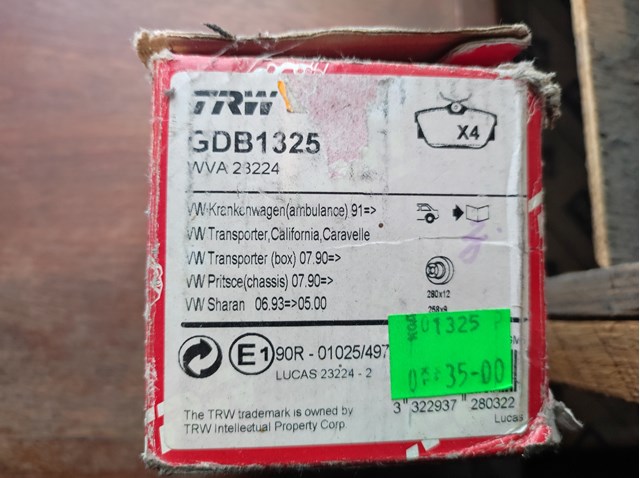 TRW
GDB1325
WVA 23224
X4
VW Krankenwagen(ambulance) 91=>
VW Transporter,California,Caravelle
VW Transporter (box) 07.90=>
VW Pritsce(chassis) 07.90=>
VW Sharan 06.93=>05.00
280x12
258x9
E1 90R - 01025/497
LUCAS 23224 - 2
01325
35-00
3 322937 280322
Lucas
The TRW trademark is owned by
TRW Intellectual Property Corp.